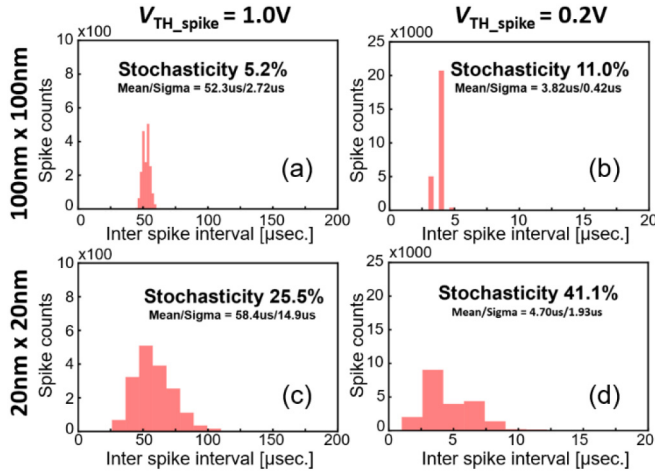 V_TH_spike = 1.0V
V_TH_spike = 0.2V
100nm x 100nm
x100
10
8
6
4
2
0
Spike counts
Stochasticity 5.2%
Mean/Sigma = 52.3us/2.72us
(a)
0 50 100 150 200
Inter spike interval [µsec.]
x1000
25
20
15
10
5
0
Spike counts
Stochasticity 11.0%
Mean/Sigma = 3.82us/0.42us
(b)
0 5 10 15 20
Inter spike interval [µsec.]
20nm x 20nm
x100
10
8
6
4
2
0
Spike counts
Stochasticity 25.5%
Mean/Sigma = 58.4us/14.9us
(c)
0 50 100 150 200
Inter spike interval [µsec.]
x1000
25
20
15
10
5
0
Spike counts
Stochasticity 41.1%
Mean/Sigma = 4.70us/1.93us
(d)
0 5 10 15 20
Inter spike interval [µsec.]